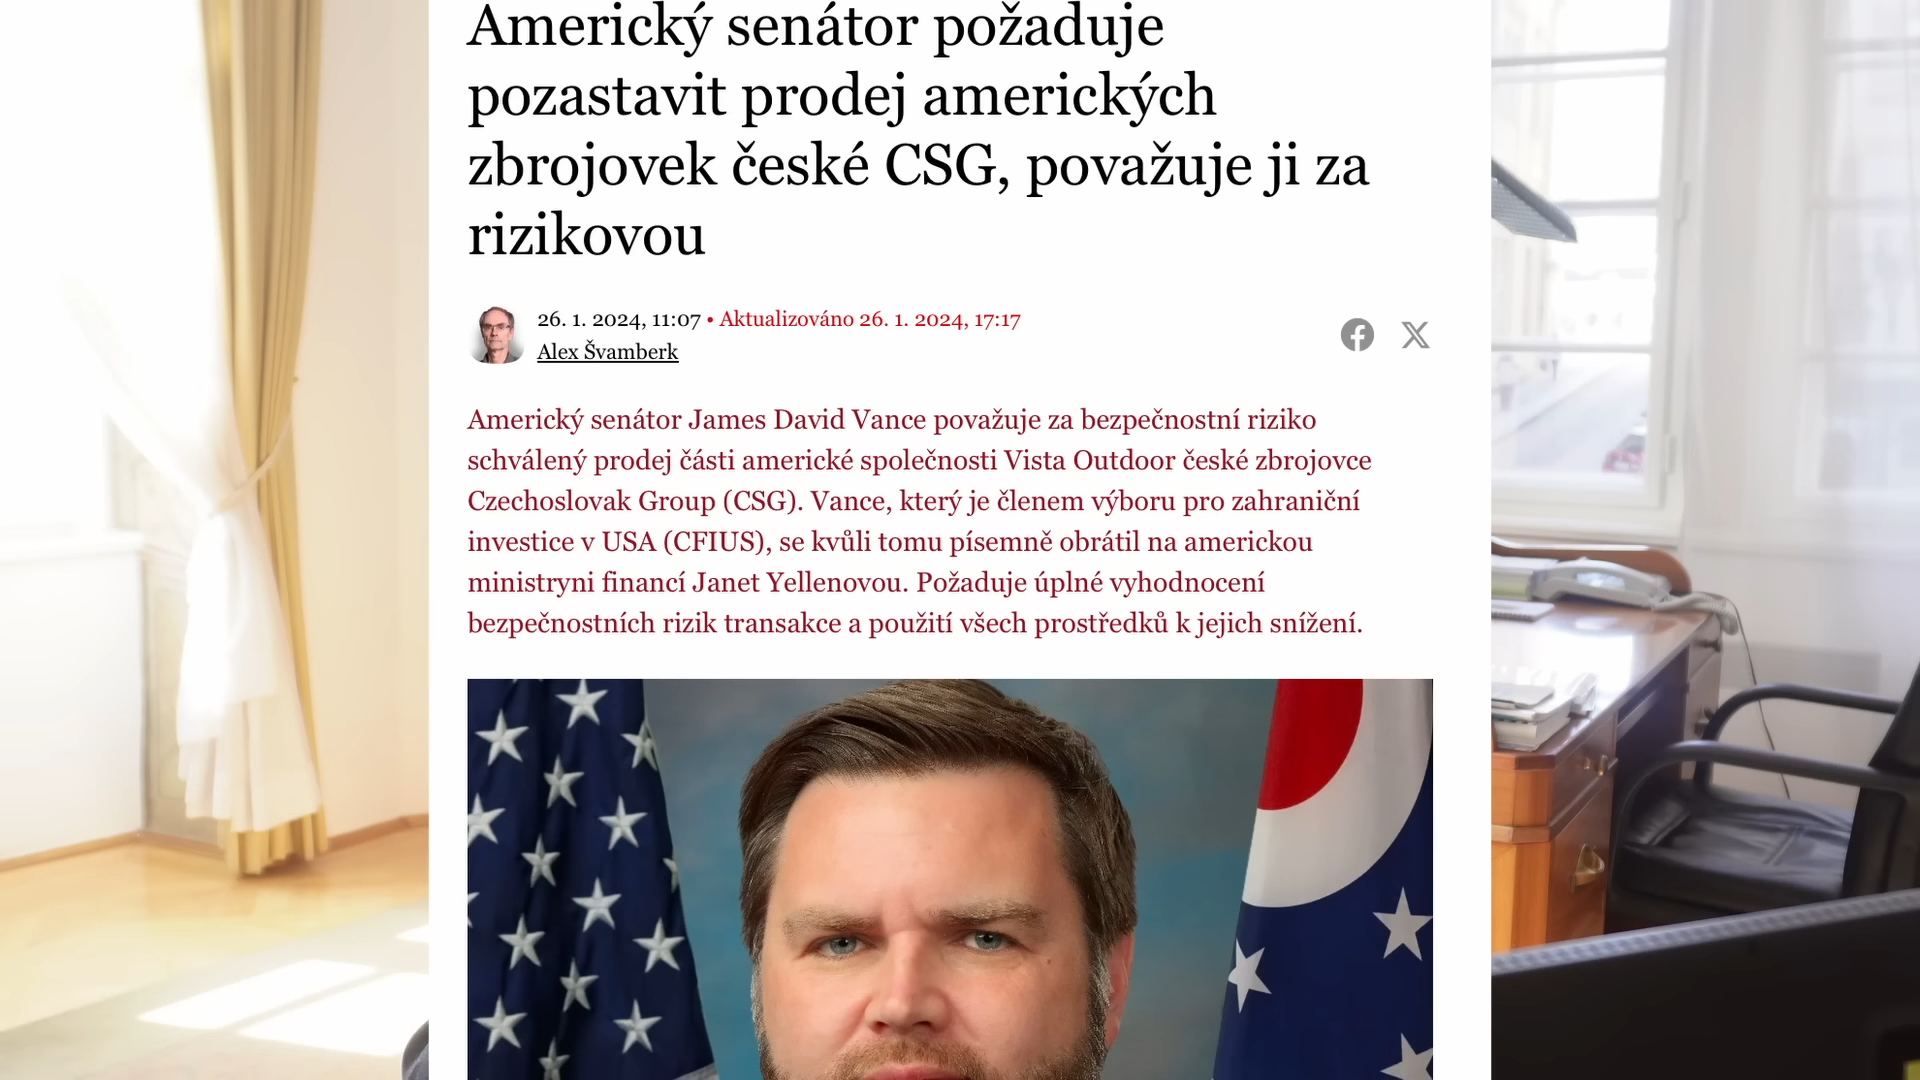 Americký senátor požaduje
pozastavit prodej amerických
zbrojovek české CSG, považuje ji za
rizikovou
26. 1. 2024, 11:07 • Aktualizováno 26. 1. 2024, 17:17
Alex Švamberk
Americký senátor James David Vance považuje za bezpečnostní riziko
schválený prodej části americké společnosti Vista Outdoor české zbrojovce
Czechoslovak Group (CSG). Vance, který je členem výboru pro zahraniční
investice v USA (CFIUS), se kvůli tomu písemně obrátil na americkou
ministryni financí Janet Yellenovou. Požaduje úplné vyhodnocení
bezpečnostních rizik transakce a použití všech prostředků k jejich snížení.